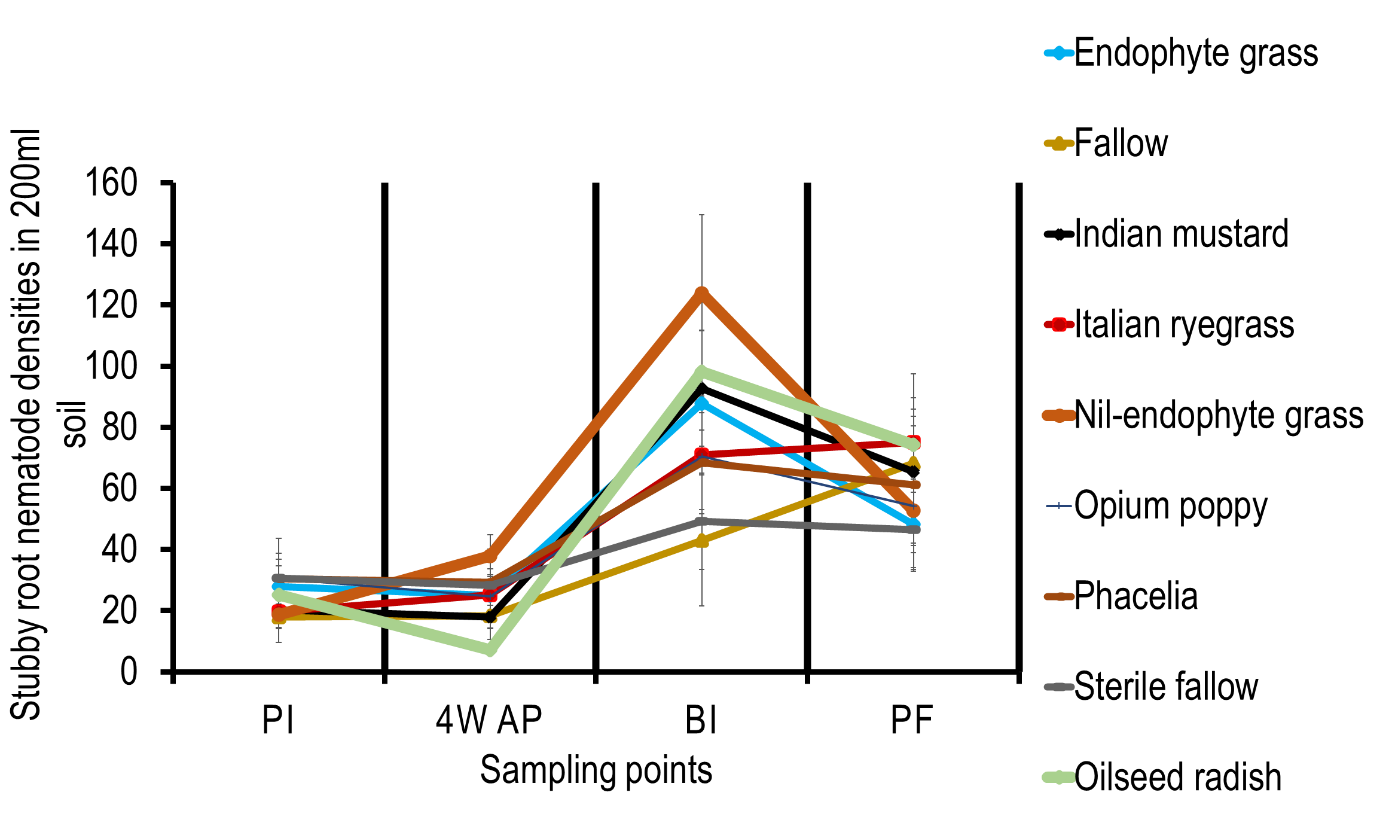 Stubby root nematode densities in 200ml
soil
160
140
120
100
80
60
40
20
0
PI
4W AP
BI
PF
Sampling points
Endophyte grass
Fallow
Indian mustard
Italian ryegrass
Nil-endophyte grass
Opium poppy
Phacelia
Sterile fallow
Oilseed radish